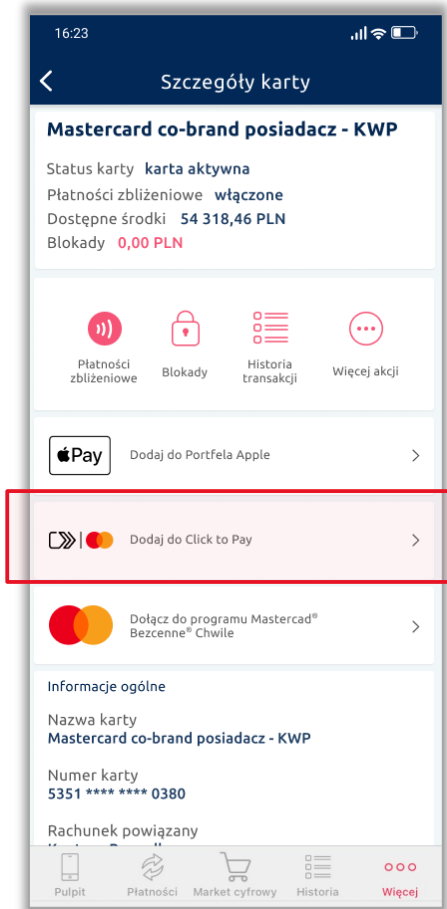 16:23
Szczegóły karty
Mastercard co-brand posiadacz - KWP
Status karty karta aktywna
Płatności zbliżeniowe włączone
Dostępne środki 54 318,46 PLN
Blokady 0,00 PLN
Płatności
zbliżeniowe
Blokady
Historia
transakcji
Więcej akcji
Pay
Dodaj do Portfela Apple
Dodaj do Click to Pay
Dołącz do programu Mastercad®
Bezcenne® Chwile
Informacje ogólne
Nazwa karty
Mastercard co-brand posiadacz - KWP
Numer karty
5351 **** **** 0380
Rachunek powiązany
Pulpit
Płatności
Market cyfrowy
Historia
Więcej